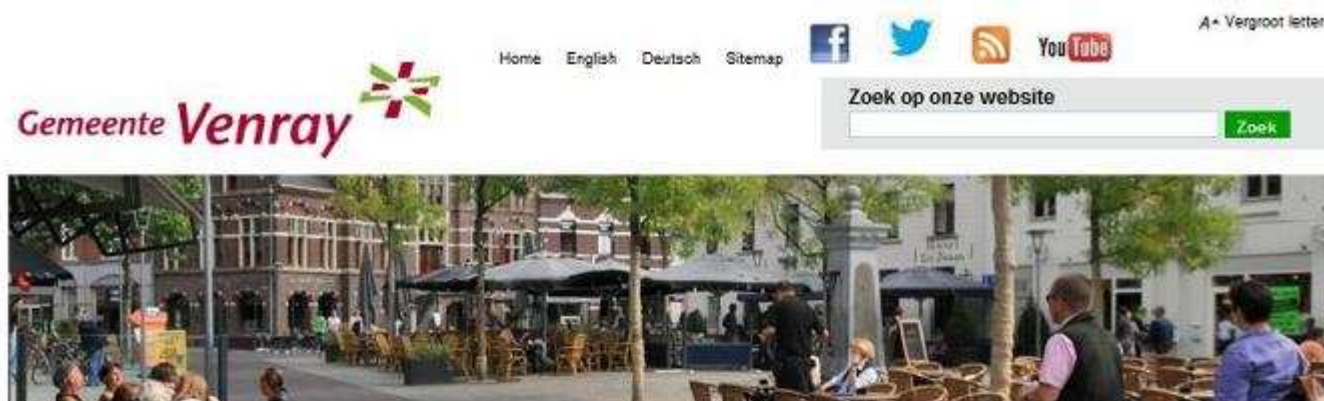 A+ Vergroot letter
Home English Deutsch Sitemap
f
You Tube
Gemeente Venray
Zoek op onze website
Zoek